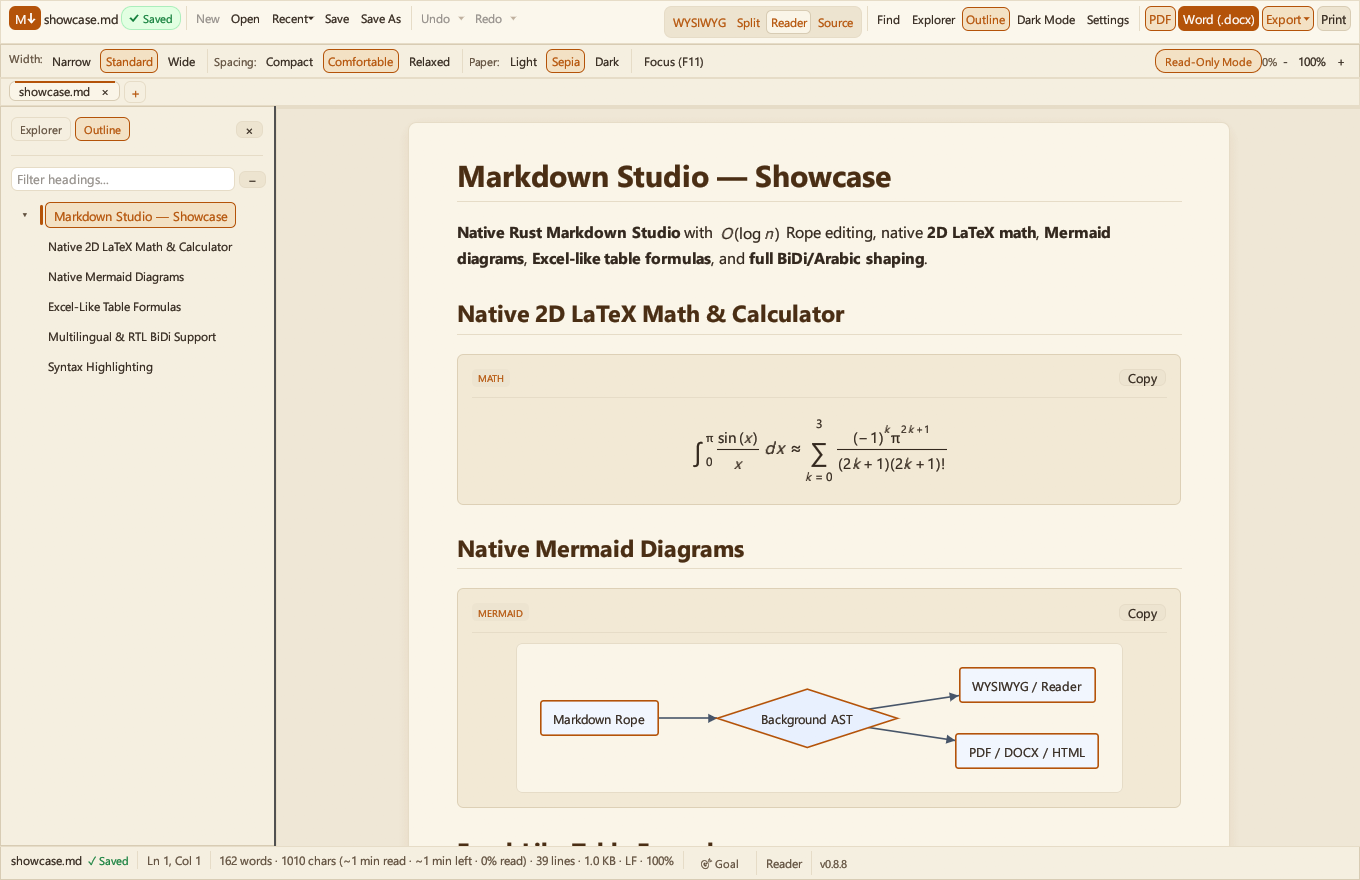 M↓ showcase.md ✓ Saved New Open Recent▾ Save Save As Undo ▾ Redo ▾ WYSIWYG Split Reader Source Find Explorer Outline Dark Mode Settings PDF Word (.docx) Export▾ Print
Width: Narrow Standard Wide Spacing: Compact Comfortable Relaxed Paper: Light Sepia Dark Focus (F11) Read-Only Mode 0% - 100% +
showcase.md × +
Explorer Outline ×
Filter headings... –
▾ Markdown Studio — Showcase
Native 2D LaTeX Math & Calculator
Native Mermaid Diagrams
Excel-Like Table Formulas
Multilingual & RTL BiDi Support
Syntax Highlighting
Markdown Studio — Showcase
Native Rust Markdown Studio with O(log n) Rope editing, native 2D LaTeX math, Mermaid
diagrams, Excel-like table formulas, and full BiDi/Arabic shaping.
Native 2D LaTeX Math & Calculator
MATH Copy
∫₀^π sin(x)/x dx ≈ ∑_{k=0}^{3} (−1)^k π^{2k+1} / (2k+1)(2k+1)!
Native Mermaid Diagrams
MERMAID Copy
Markdown Rope
Background AST
WYSIWYG / Reader
PDF / DOCX / HTML
showcase.md ✓ Saved Ln 1, Col 1 162 words · 1010 chars (~1 min read · ~1 min left · 0% read) · 39 lines · 1.0 KB · LF · 100% Goal Reader v0.8.8